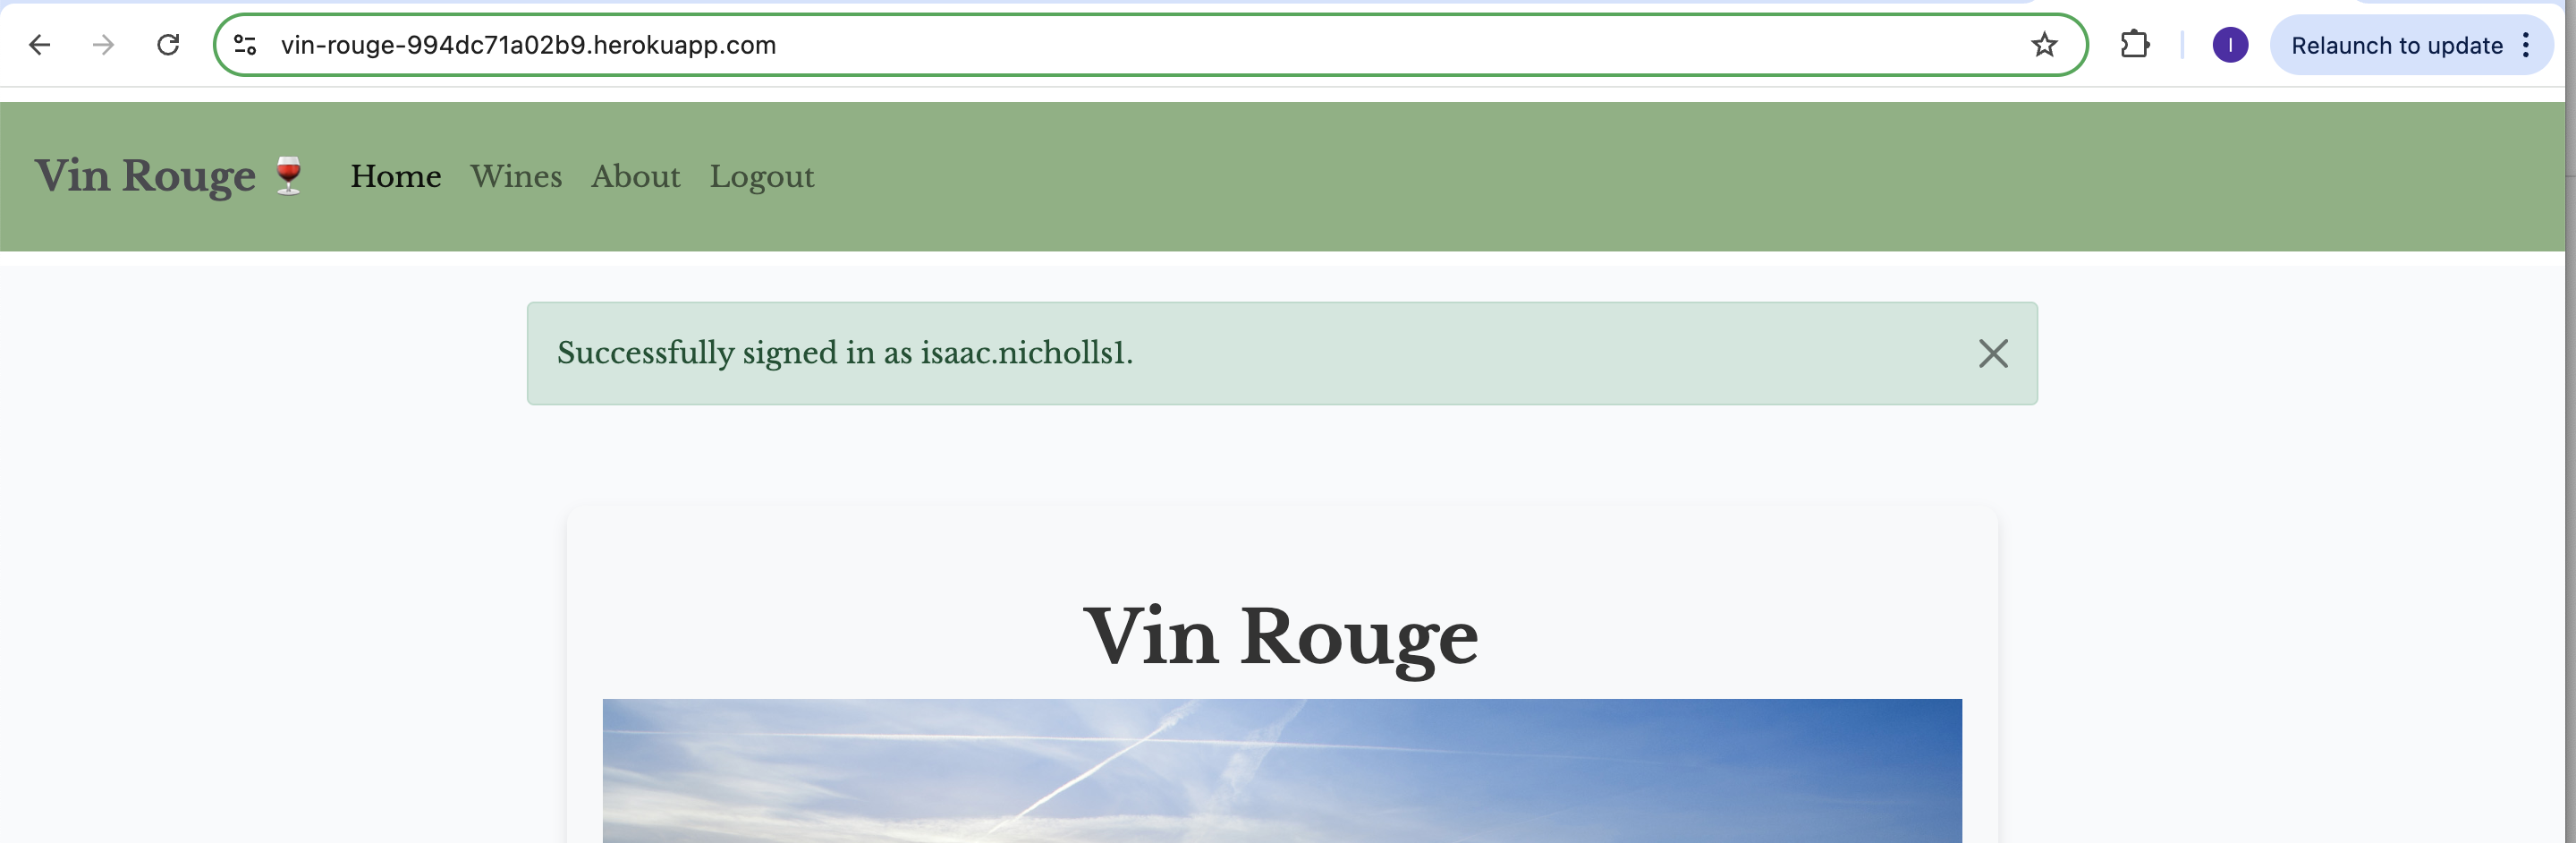 vin-rouge-994dc71a02b9.herokuapp.com
I
Relaunch to update
Vin Rouge 🍷 Home Wines About Logout
Successfully signed in as isaac.nicholls1.
Vin Rouge